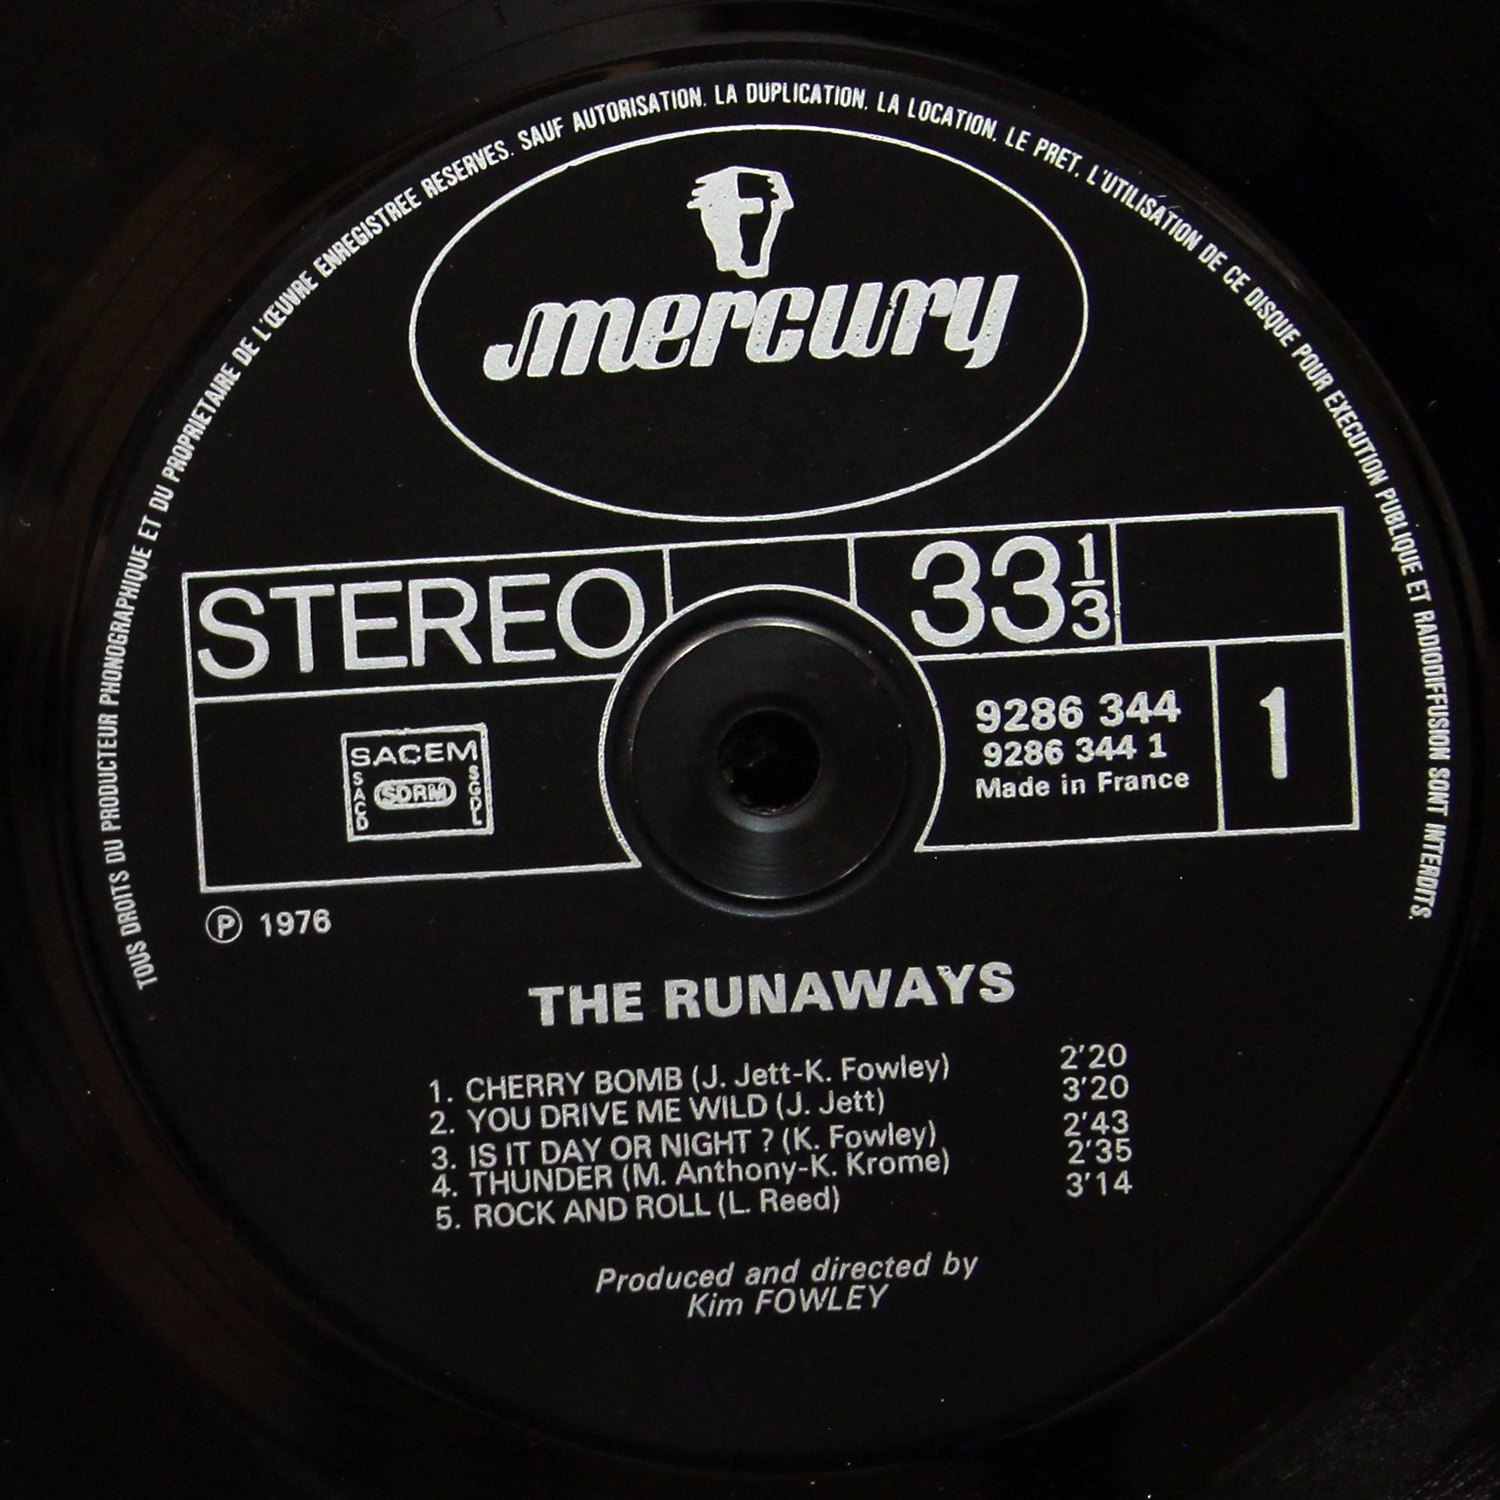 TOUS DROITS DU PRODUCTEUR PHONOGRAPHIQUE ET DU PROPRIETAIRE DE L'ŒUVRE ENREGISTREE RESERVES. SAUF AUTORISATION. LA DUPLICATION. LA LOCATION. LE PRET. L'UTILISATION DE CE DISQUE POUR EXECUTION PUBLIQUE ET RADIODIFFUSION SONT INTERDITS.
mercury
STEREO
33 1/3
SACEM
SACD
SDRM
SGDL
9286 344
9286 344 1
Made in France
1
Ⓟ 1976
THE RUNAWAYS
1. CHERRY BOMB (J. Jett-K. Fowley) 2'20
2. YOU DRIVE ME WILD (J. Jett) 3'20
3. IS IT DAY OR NIGHT ? (K. Fowley) 2'43
4. THUNDER (M. Anthony-K. Krome) 2'35
5. ROCK AND ROLL (L. Reed) 3'14
Produced and directed by
Kim FOWLEY